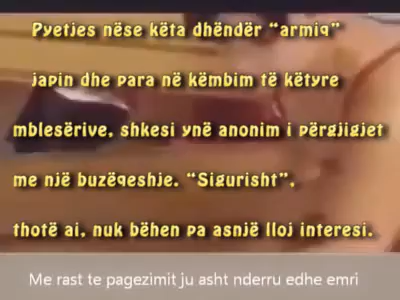 Pyetjes nëse këta dhëndër "armiq"
japin dhe para në këmbim të këtyre
mblesërive, shkesi ynë anonim i përgjigjet
me një buzëqeshje. "Sigurisht",
thotë ai, nuk bëhen pa asnjë lloj interesi.
Me rast te pagezimit ju asht nderru edhe emri